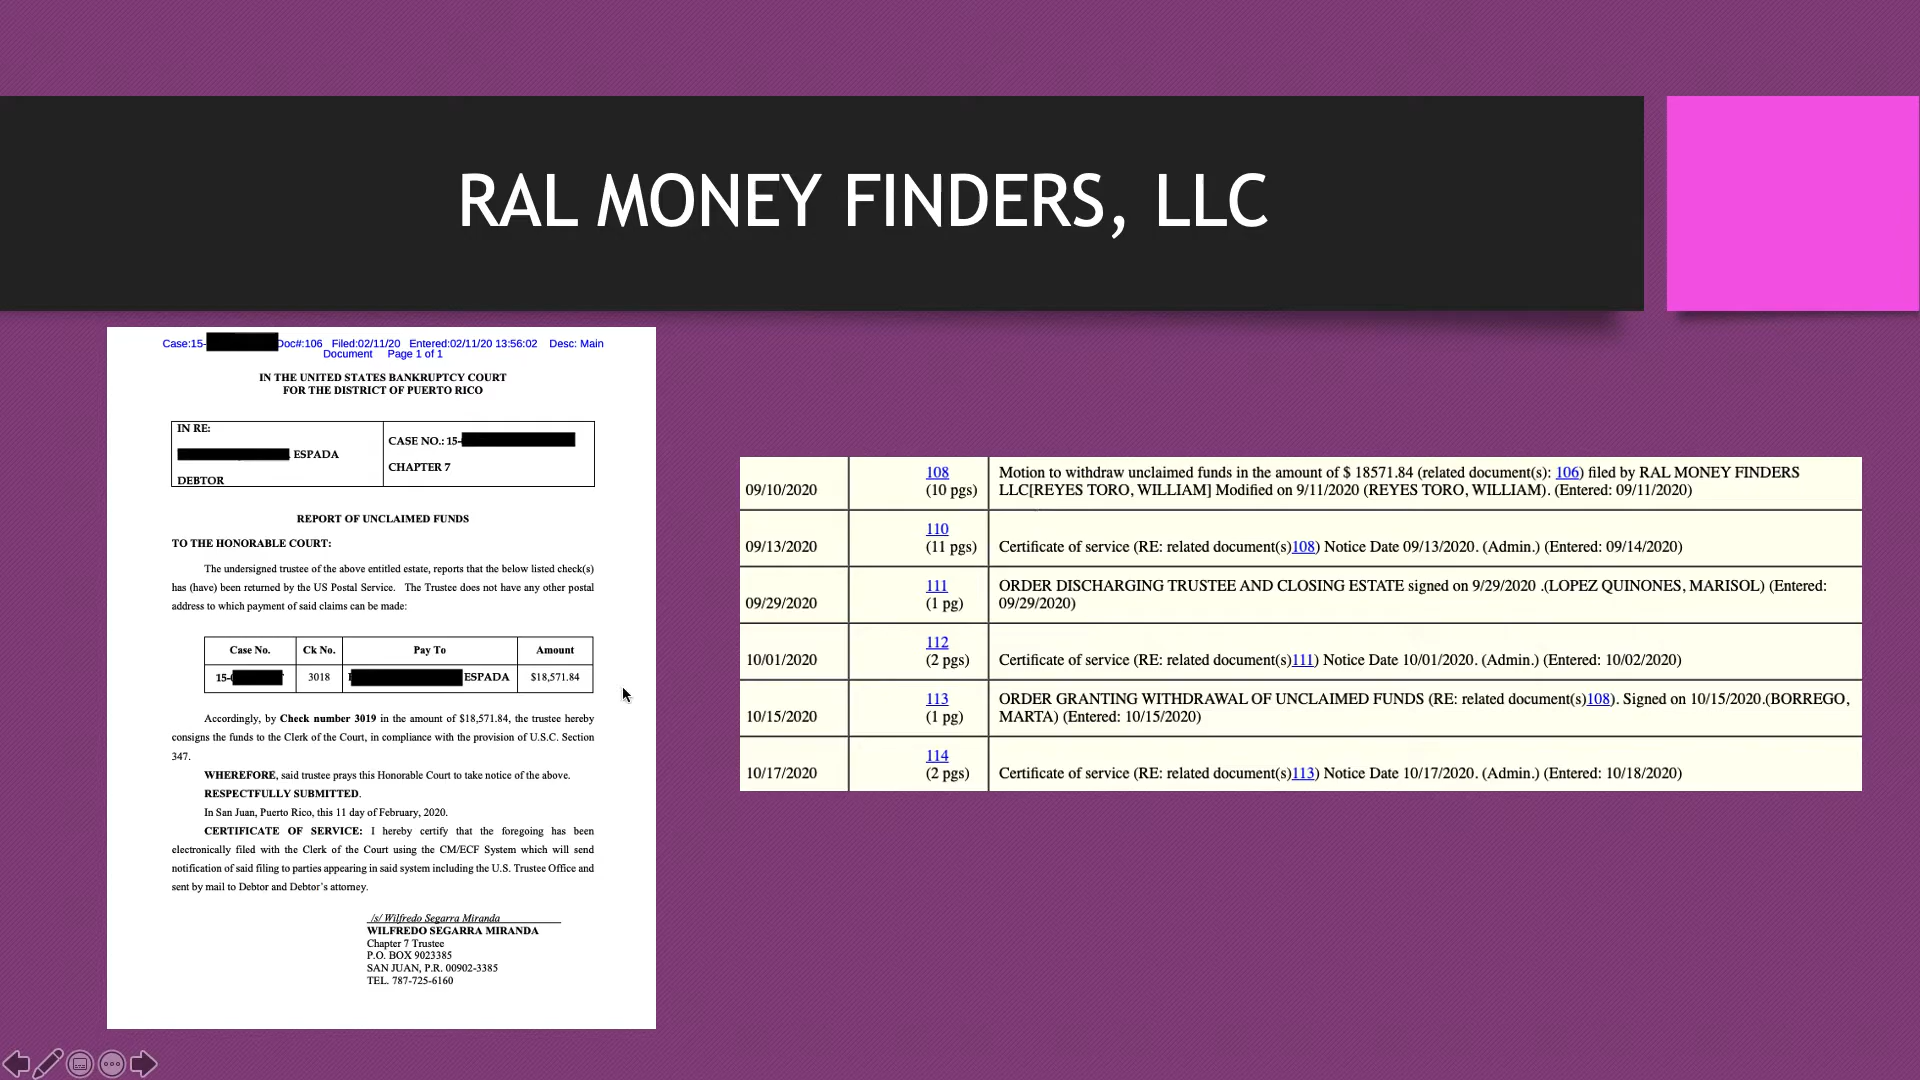 RAL MONEY FINDERS, LLC
Case:15- Doc#:106 Filed:02/11/20 Entered:02/11/20 13:56:02 Desc: Main
Document Page 1 of 1
IN THE UNITED STATES BANKRUPTCY COURT
FOR THE DISTRICT OF PUERTO RICO
IN RE:
ESPADA
DEBTOR
CASE NO.: 15-
CHAPTER 7
REPORT OF UNCLAIMED FUNDS
TO THE HONORABLE COURT:
The undersigned trustee of the above entitled estate, reports that the below listed check(s)
has (have) been returned by the US Postal Service. The Trustee does not have any other postal
address to which payment of said claims can be made:
Case No. Ck No. Pay To Amount
15- 3018 ESPADA $18,571.84
Accordingly, by Check number 3019 in the amount of $18,571.84, the trustee hereby
consigns the funds to the Clerk of the Court, in compliance with the provision of U.S.C. Section
347.
WHEREFORE, said trustee prays this Honorable Court to take notice of the above.
RESPECTFULLY SUBMITTED.
In San Juan, Puerto Rico, this 11 day of February, 2020.
CERTIFICATE OF SERVICE: I hereby certify that the foregoing has been
electronically filed with the Clerk of the Court using the CM/ECF System which will send
notification of said filing to parties appearing in said system including the U.S. Trustee Office and
sent by mail to Debtor and Debtor's attorney.
/s/ Wilfredo Segarra Miranda
WILFREDO SEGARRA MIRANDA
Chapter 7 Trustee
P.O. BOX 9023385
SAN JUAN, P.R. 00902-3385
TEL. 787-725-6160
09/10/2020
108
(10 pgs)
Motion to withdraw unclaimed funds in the amount of $ 18571.84 (related document(s): 106) filed by RAL MONEY FINDERS
LLC[REYES TORO, WILLIAM] Modified on 9/11/2020 (REYES TORO, WILLIAM). (Entered: 09/11/2020)
09/13/2020
110
(11 pgs)
Certificate of service (RE: related document(s)108) Notice Date 09/13/2020. (Admin.) (Entered: 09/14/2020)
09/29/2020
111
(1 pg)
ORDER DISCHARGING TRUSTEE AND CLOSING ESTATE signed on 9/29/2020 .(LOPEZ QUINONES, MARISOL) (Entered:
09/29/2020)
10/01/2020
112
(2 pgs)
Certificate of service (RE: related document(s)111) Notice Date 10/01/2020. (Admin.) (Entered: 10/02/2020)
10/15/2020
113
(1 pg)
ORDER GRANTING WITHDRAWAL OF UNCLAIMED FUNDS (RE: related document(s)108). Signed on 10/15/2020.(BORREGO,
MARTA) (Entered: 10/15/2020)
10/17/2020
114
(2 pgs)
Certificate of service (RE: related document(s)113) Notice Date 10/17/2020. (Admin.) (Entered: 10/18/2020)